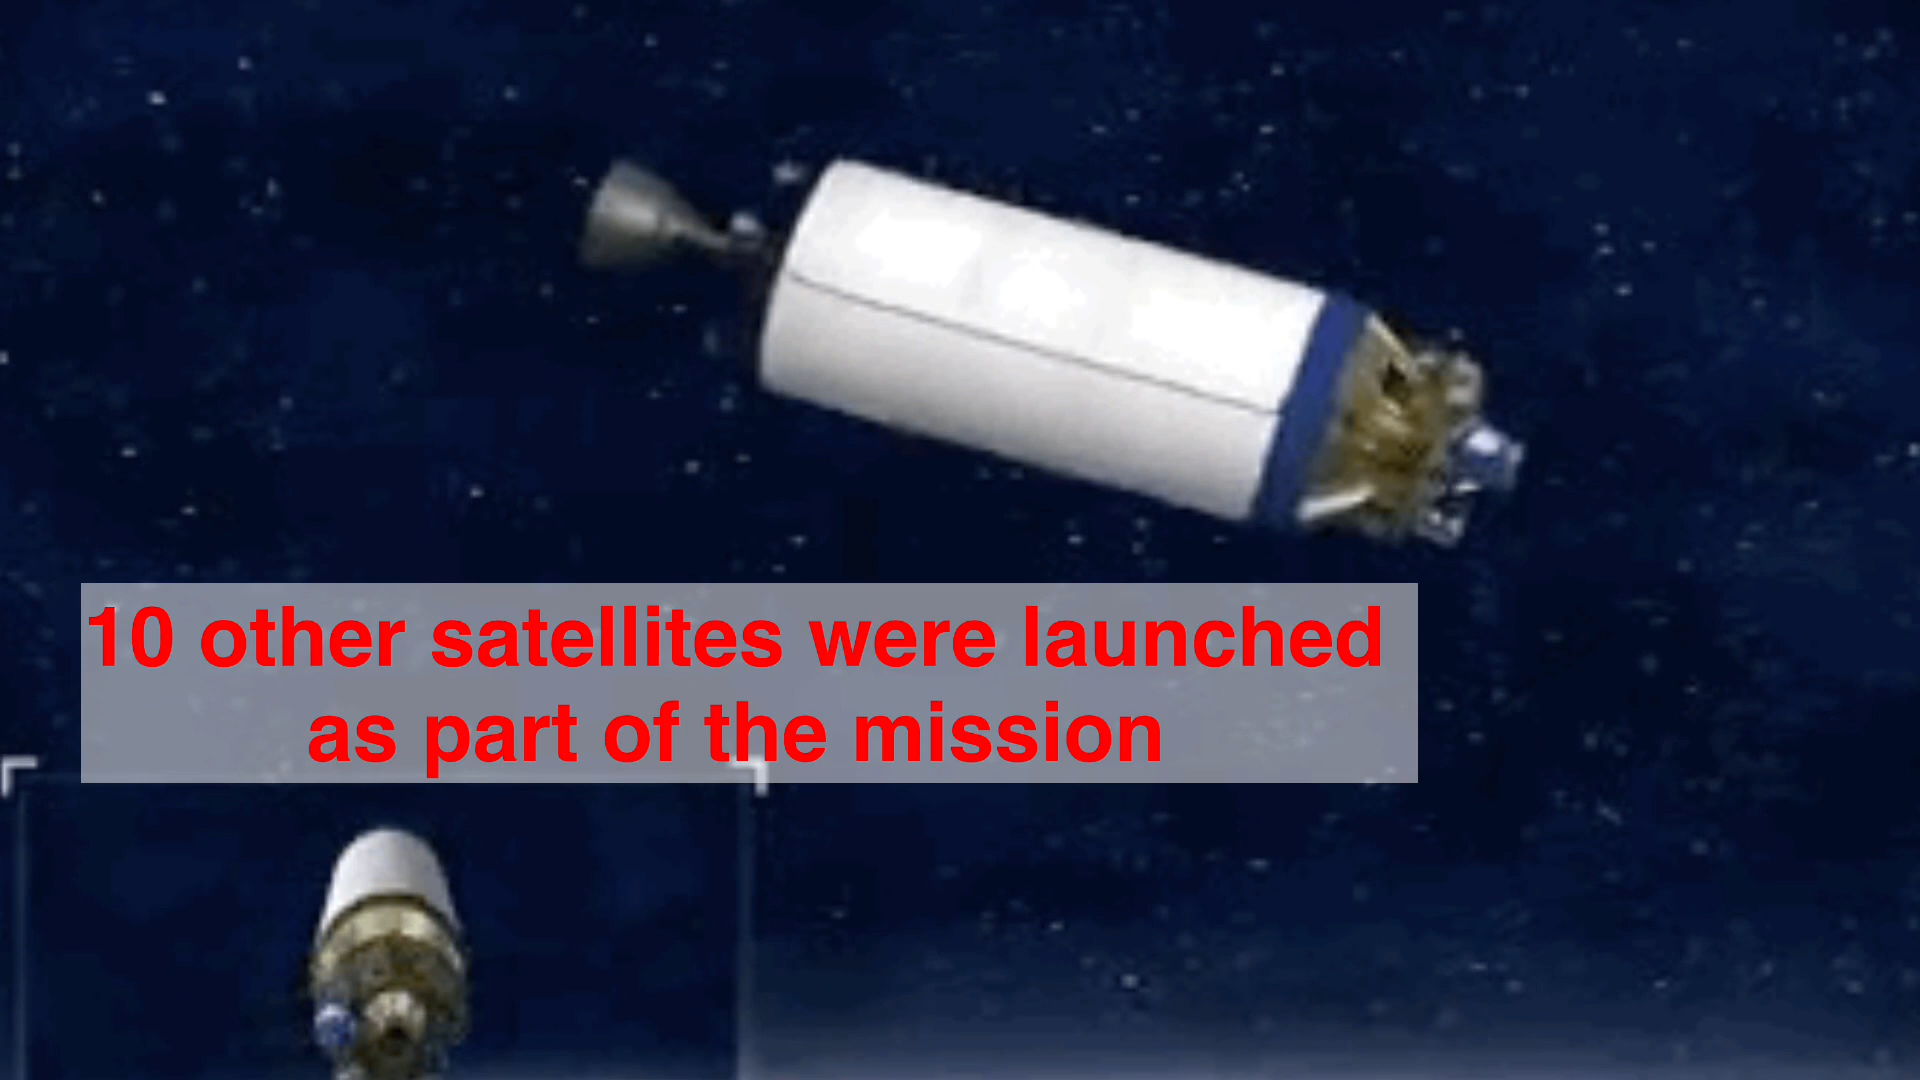 10 other satellites were launched
as part of the mission